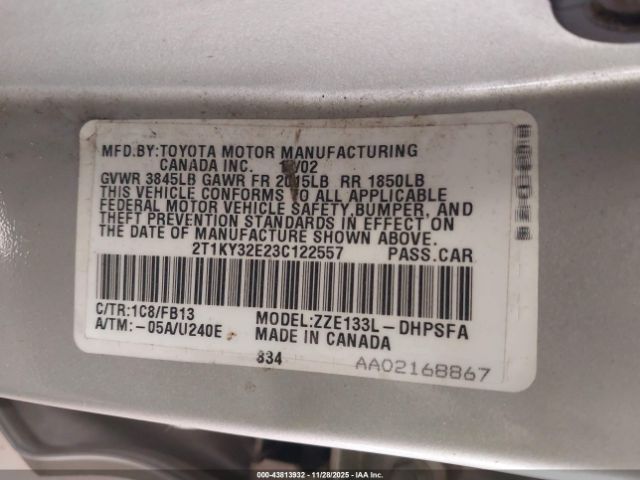 MFD.BY:TOYOTA MOTOR MANUFACTURING
CANADA INC. /02
GVWR 3845LB GAWR FR 2015LB RR 1850LB
THIS VEHICLE CONFORMS TO ALL APPLICABLE
FEDERAL MOTOR VEHICLE SAFETY,BUMPER, AND
THEFT PREVENTION STANDARDS IN EFFECT ON
THE DATE OF MANUFACTURE SHOWN ABOVE.
2T1KY32E23C122557 PASS.CAR
C/TR:1C8/FB13 MODEL:ZZE133L-DHPSFA
A/TM:-05A/U240E MADE IN CANADA
834 AA02168867
000-43813932 - 11/28/2025 - IAA Inc.